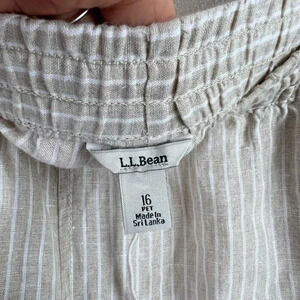 L.L.Bean
16
PET
Made In
Sri Lanka